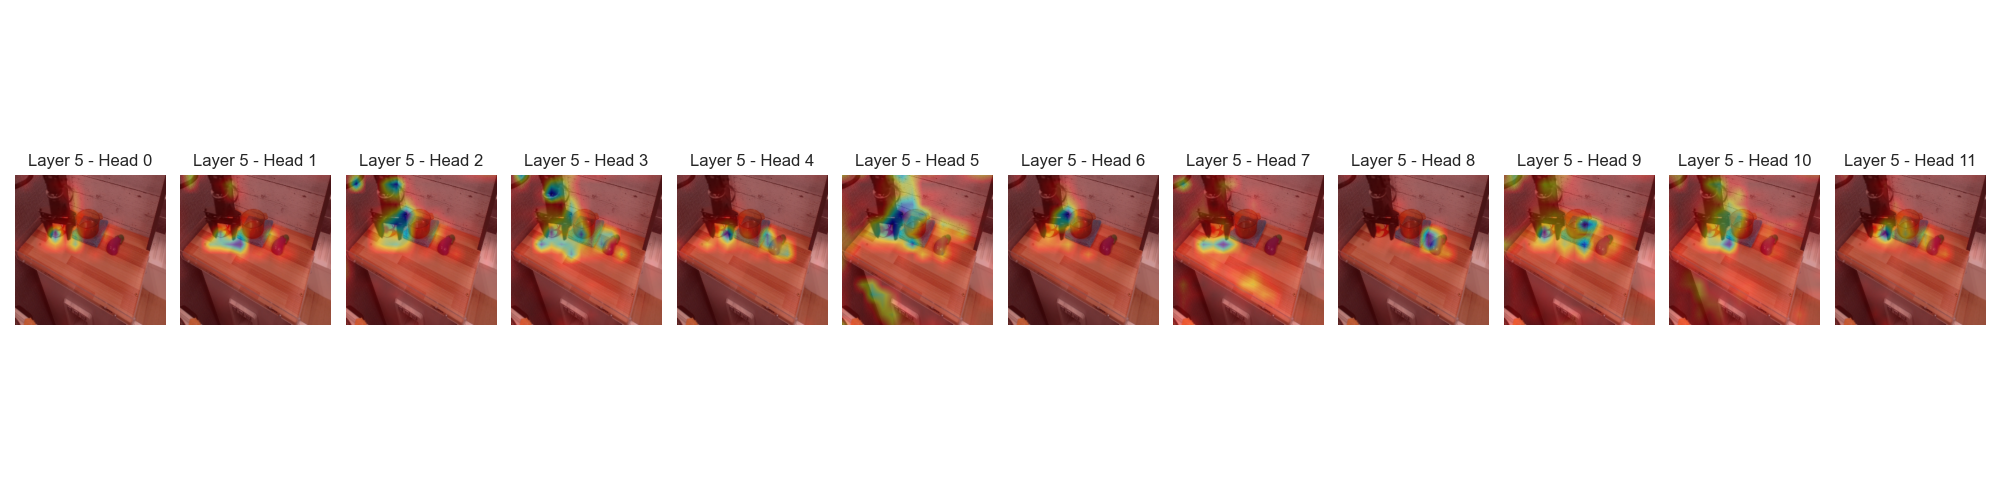 Layer 5 - Head 0
Layer 5 - Head 1
Layer 5 - Head 2
Layer 5 - Head 3
Layer 5 - Head 4
Layer 5 - Head 5
Layer 5 - Head 6
Layer 5 - Head 7
Layer 5 - Head 8
Layer 5 - Head 9
Layer 5 - Head 10
Layer 5 - Head 11